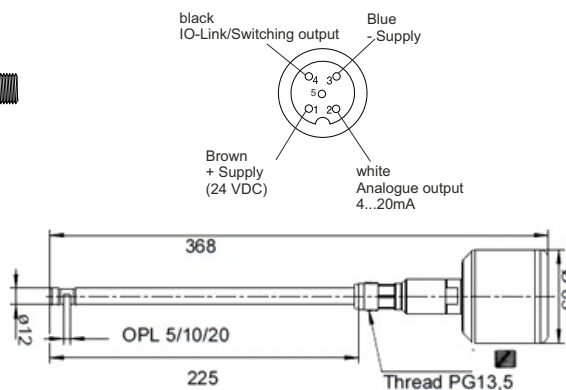 black
IO-Link/Switching output
Blue
- Supply
4 3
5
1 2
Brown
+ Supply
(24 VDC)
white
Analogue output
4...20mA
368
ø12
OPL 5/10/20
225
Thread PG13,5